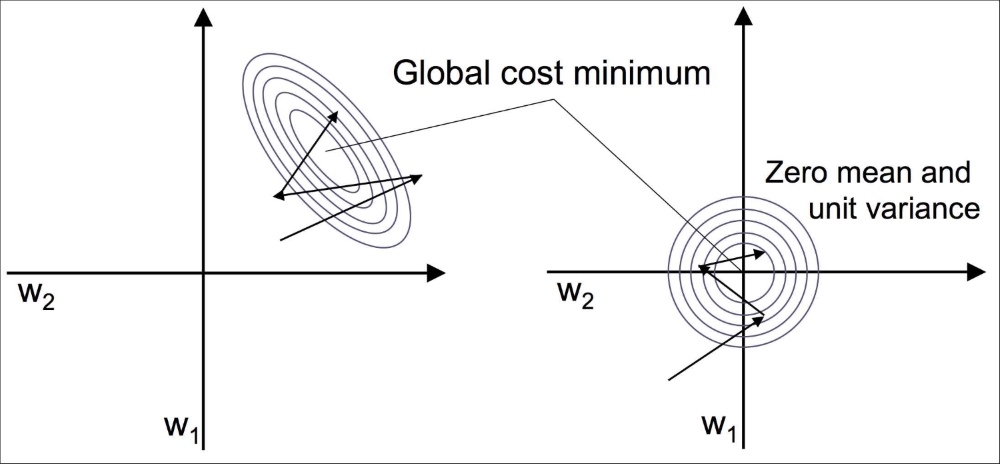 Global cost minimum
Zero mean and
unit variance
w₂
w₁
w₂
w₁